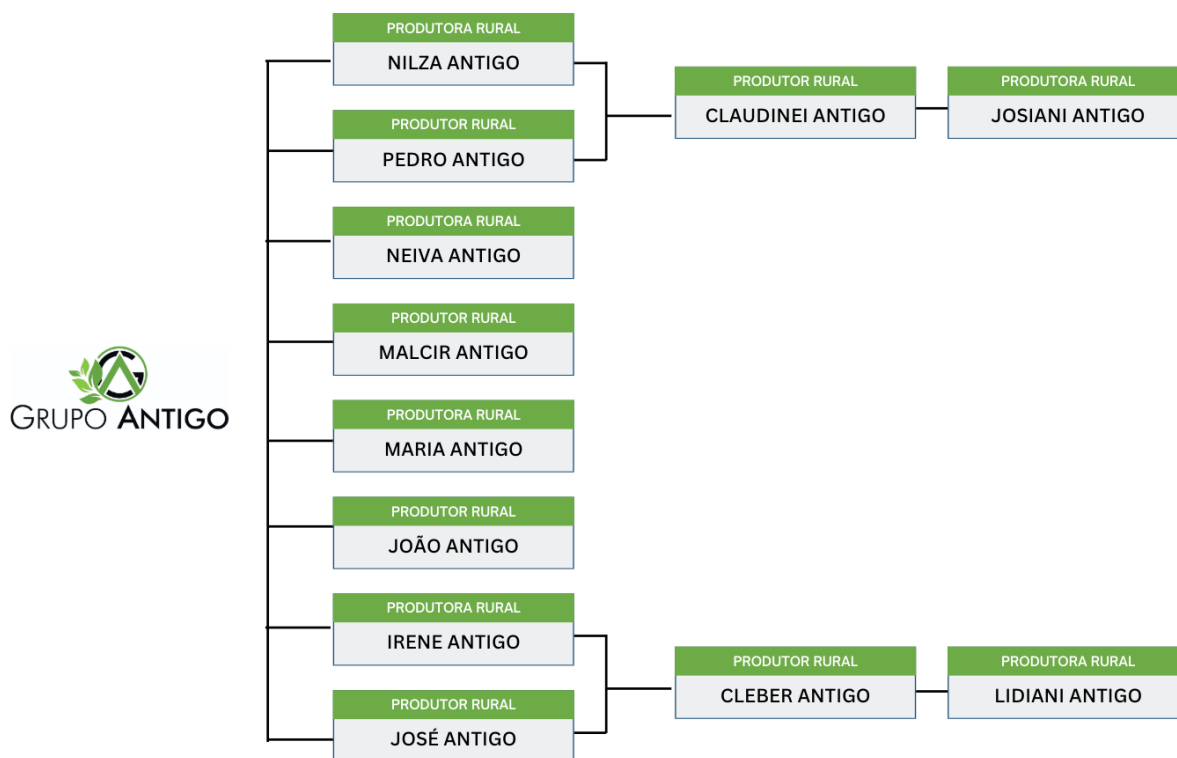 PRODUTORA RURAL
NILZA ANTIGO
PRODUTOR RURAL
PEDRO ANTIGO
PRODUTOR RURAL
CLAUDINEI ANTIGO
PRODUTORA RURAL
JOSIANI ANTIGO
PRODUTORA RURAL
NEIVA ANTIGO
PRODUTOR RURAL
MALCIR ANTIGO
GRUPO ANTIGO
PRODUTORA RURAL
MARIA ANTIGO
PRODUTOR RURAL
JOÃO ANTIGO
PRODUTORA RURAL
IRENE ANTIGO
PRODUTOR RURAL
JOSÉ ANTIGO
PRODUTOR RURAL
CLEBER ANTIGO
PRODUTORA RURAL
LIDIANI ANTIGO